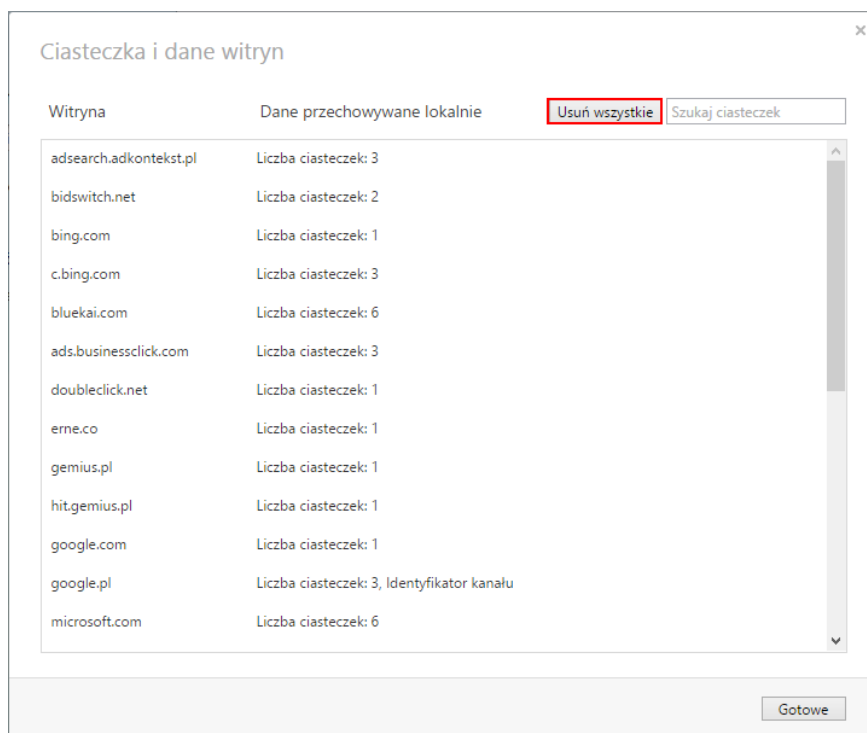 Ciasteczka i dane witryn
Witryna Dane przechowywane lokalnie Usuń wszystkie Szukaj ciasteczek
adsearch.adkontekst.pl Liczba ciasteczek: 3
bidswitch.net Liczba ciasteczek: 2
bing.com Liczba ciasteczek: 1
c.bing.com Liczba ciasteczek: 3
bluekai.com Liczba ciasteczek: 6
ads.businessclick.com Liczba ciasteczek: 3
doubleclick.net Liczba ciasteczek: 1
erne.co Liczba ciasteczek: 1
gemius.pl Liczba ciasteczek: 1
hit.gemius.pl Liczba ciasteczek: 1
google.com Liczba ciasteczek: 1
google.pl Liczba ciasteczek: 3, Identyfikator kanału
microsoft.com Liczba ciasteczek: 6
Gotowe